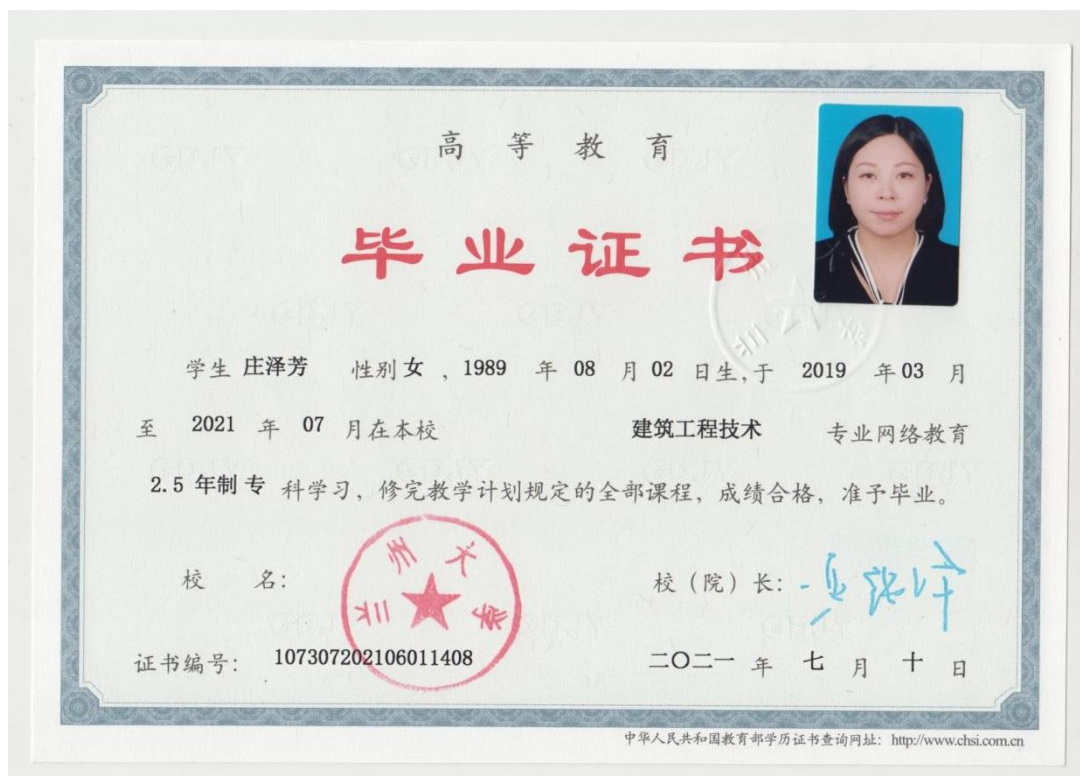 高等教育
毕业证书
学生 庄泽芳 性别 女 ，1989 年 08 月 02 日生,于 2019 年 03 月
至 2021 年 07 月在本校 建筑工程技术 专业网络教育
2.5 年制 专 科学习，修完教学计划规定的全部课程，成绩合格，准予毕业。
兰州大学
校 名： 校（院）长：
证书编号： 107307202106011408 二〇二一 年 七 月 十 日
中华人民共和国教育部学历证书查询网址：http://www.chsi.com.cn